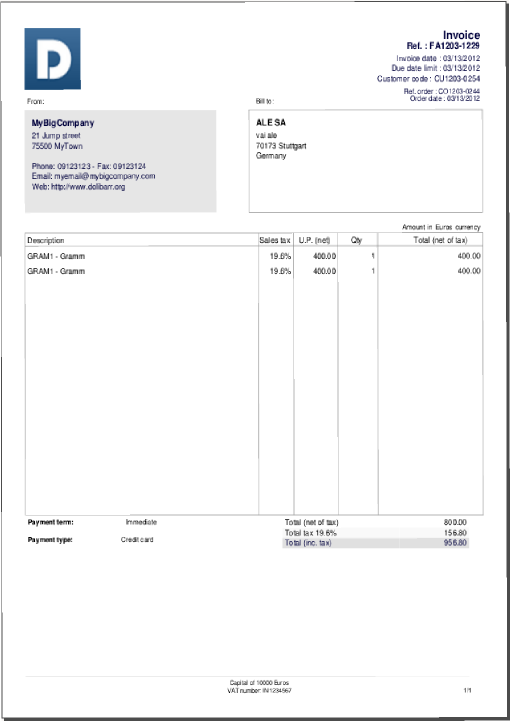 D
Invoice
Ref. : FA1203-1229
Invoice date : 03/13/2012
Due date limit : 03/13/2012
Customer code : CU1203-0254
Ref. order : CO1203-0244
Order date : 03/13/2012
From: Bill to:
MyBigCompany
21 Jump street
75500 MyTown
Phone: 09123123 - Fax: 09123124
Email: myemail@mybigcompany.com
Web: http://www.dolibarr.org
ALE SA
vai ale
70173 Stuttgart
Germany
Amount in Euros currency
Description Sales tax U.P. (net) Qty Total (net of tax)
GRAM1 - Gramm 19.6% 400.00 1 400.00
GRAM1 - Gramm 19.6% 400.00 1 400.00
Payment term: Immediate
Payment type: Credit card
Total (net of tax) 800.00
Total tax 19.6% 156.80
Total (inc. tax) 956.80
Capital of 10000 Euros
VAT number: IN1234567
1/1